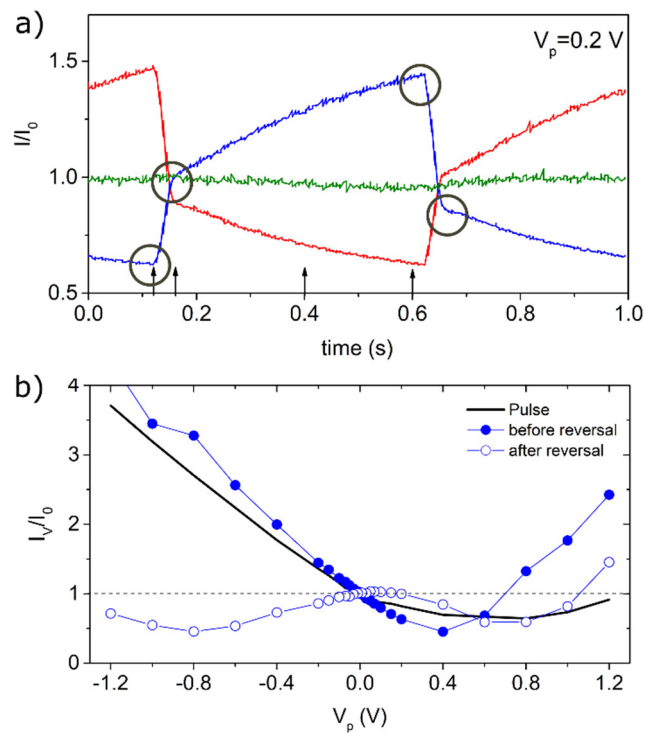 a)
V_p=0.2 V
1.5
1.0
0.5
I/I_0
0.0 0.2 0.4 0.6 0.8 1.0
time (s)
b)
4
3
2
1
0
I_V/I_0
Pulse
before reversal
after reversal
-1.2 -0.8 -0.4 0.0 0.4 0.8 1.2
V_p (V)